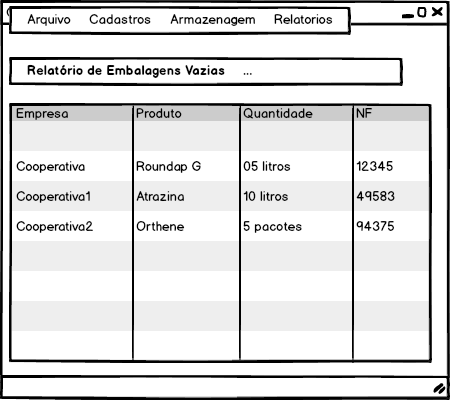 Arquivo Cadastros Armazenagem Relatorios
Relatório de Embalagens Vazias ...
Empresa Produto Quantidade NF
Cooperativa Roundap G 05 litros 12345
Cooperativa1 Atrazina 10 litros 49583
Cooperativa2 Orthene 5 pacotes 94375